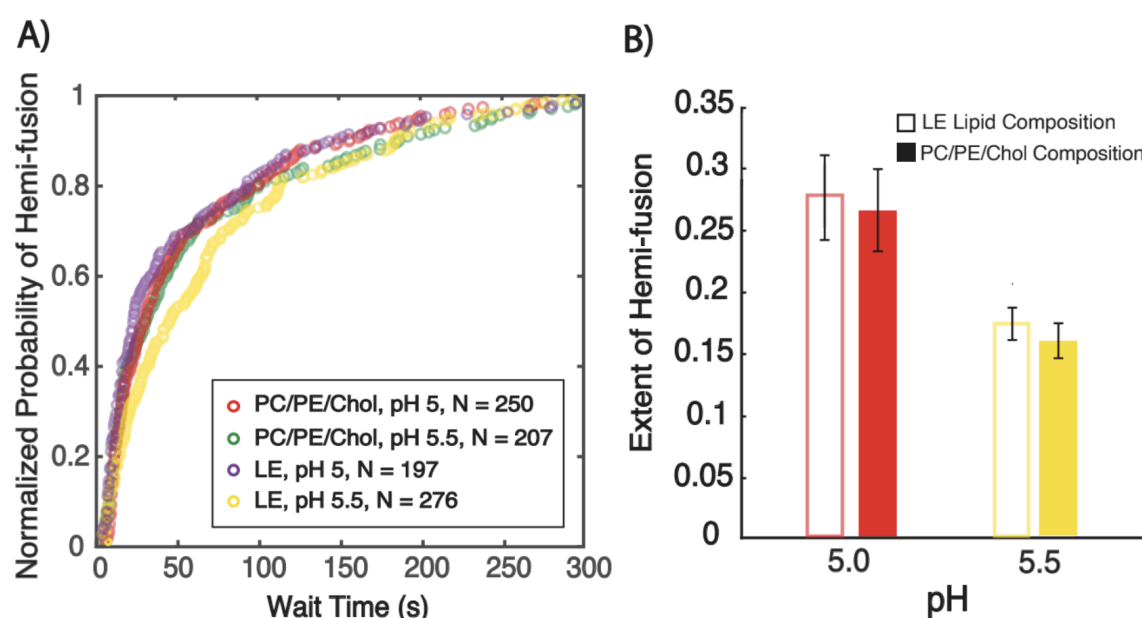 A)
Normalized Probability of Hemi-fusion
1
0.8
0.6
0.4
0.2
0
0 50 100 150 200 250 300
Wait Time (s)
PC/PE/Chol, pH 5, N = 250
PC/PE/Chol, pH 5.5, N = 207
LE, pH 5, N = 197
LE, pH 5.5, N = 276
B)
Extent of Hemi-fusion
0.35
0.3
0.25
0.2
0.15
0.1
0.05
0
LE Lipid Composition
PC/PE/Chol Composition
5.0 5.5
pH